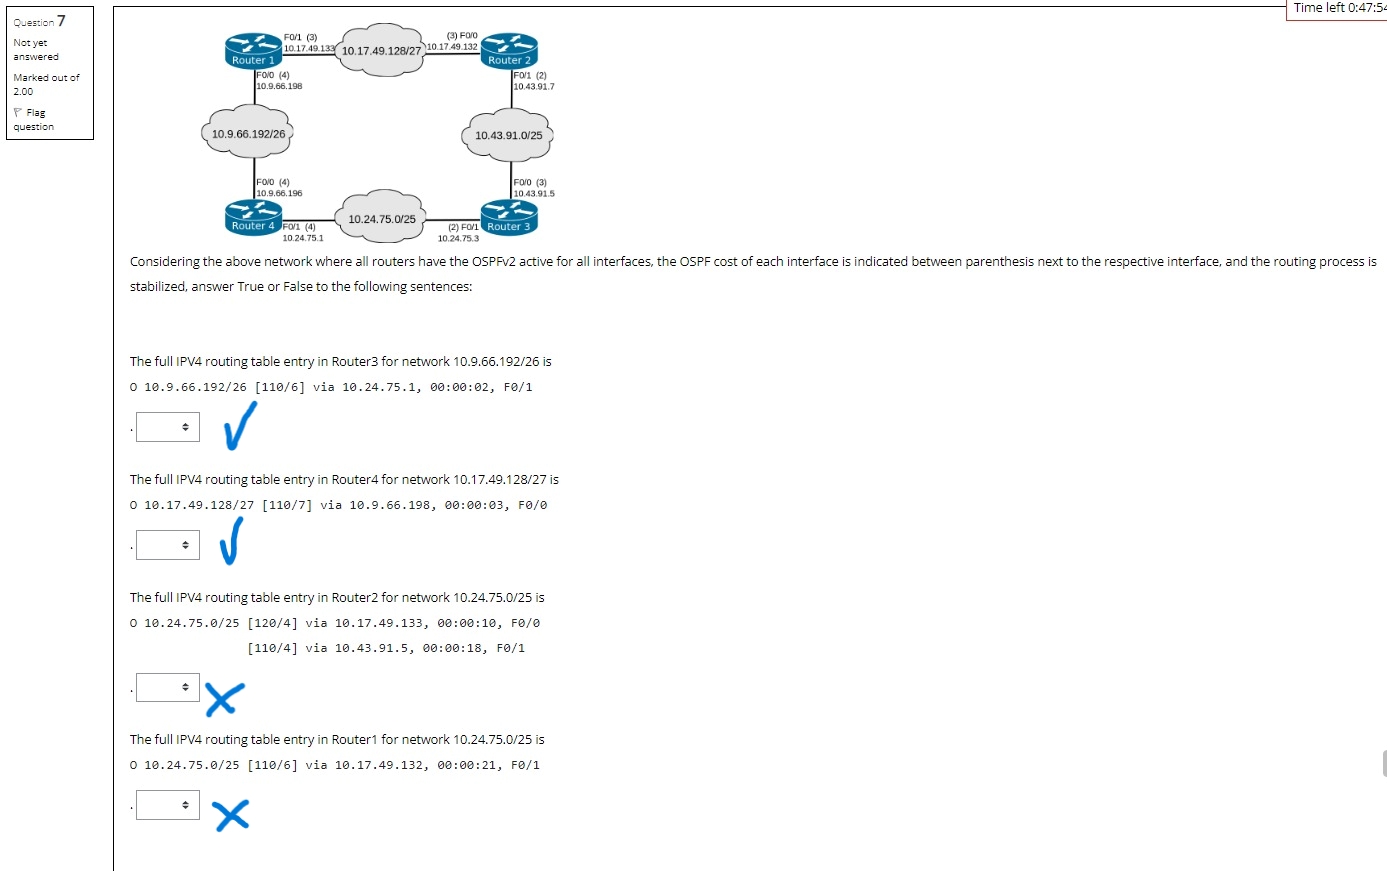 Question 7
Not yet
answered
Marked out of
2.00
Flag
question
Time left 0:47:54
F0/1 (3)
10.17.49.133
10.17.49.128/27
(3) F0/0
10.17.49.132
Router 1
Router 2
F0/0 (4)
10.9.66.198
F0/1 (2)
10.43.91.7
10.9.66.192/26
10.43.91.0/25
F0/0 (4)
10.9.66.196
F0/0 (3)
10.43.91.5
Router 4
F0/1 (4)
10.24.75.1
10.24.75.0/25
(2) F0/1
10.24.75.3
Router 3
Considering the above network where all routers have the OSPFv2 active for all interfaces, the OSPF cost of each interface is indicated between parenthesis next to the respective interface, and the routing process is
stabilized, answer True or False to the following sentences:
The full IPV4 routing table entry in Router3 for network 10.9.66.192/26 is
O 10.9.66.192/26 [110/6] via 10.24.75.1, 00:00:02, F0/1
.
The full IPV4 routing table entry in Router4 for network 10.17.49.128/27 is
O 10.17.49.128/27 [110/7] via 10.9.66.198, 00:00:03, F0/0
.
The full IPV4 routing table entry in Router2 for network 10.24.75.0/25 is
O 10.24.75.0/25 [120/4] via 10.17.49.133, 00:00:10, F0/0
[110/4] via 10.43.91.5, 00:00:18, F0/1
.
The full IPV4 routing table entry in Router1 for network 10.24.75.0/25 is
O 10.24.75.0/25 [110/6] via 10.17.49.132, 00:00:21, F0/1
.